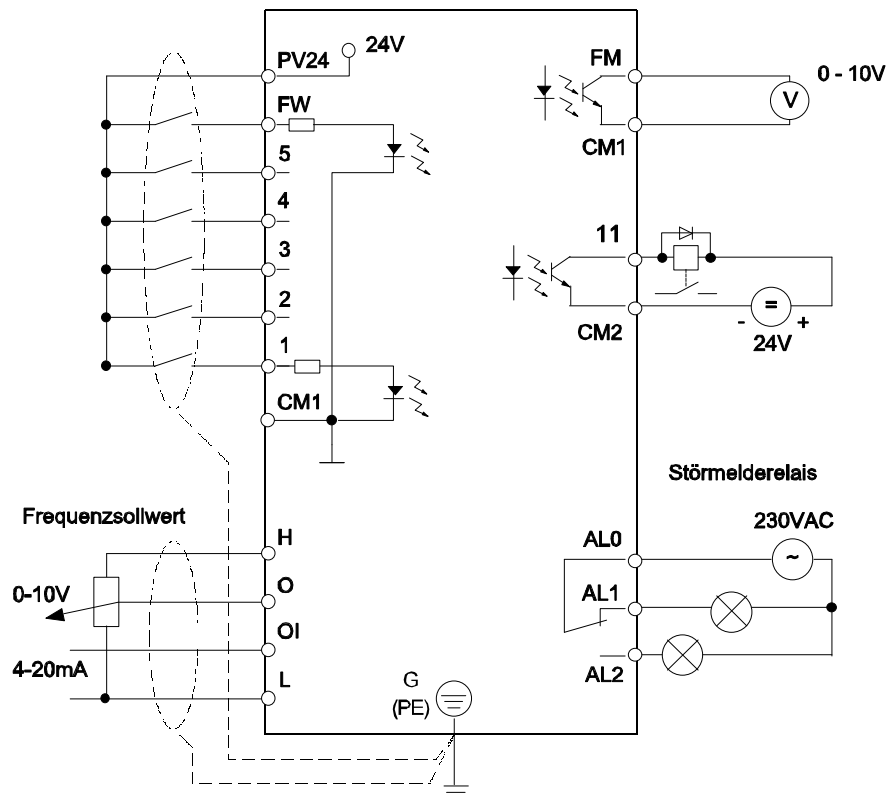 PV24
24V
FW
5
4
3
2
1
CM1
Frequenzsollwert
H
0-10V
O
OI
4-20mA
L
G
(PE)
FM
0 - 10V
V
CM1
11
CM2
=
- +
24V
Störmelderelais
230VAC
AL0
~
AL1
AL2